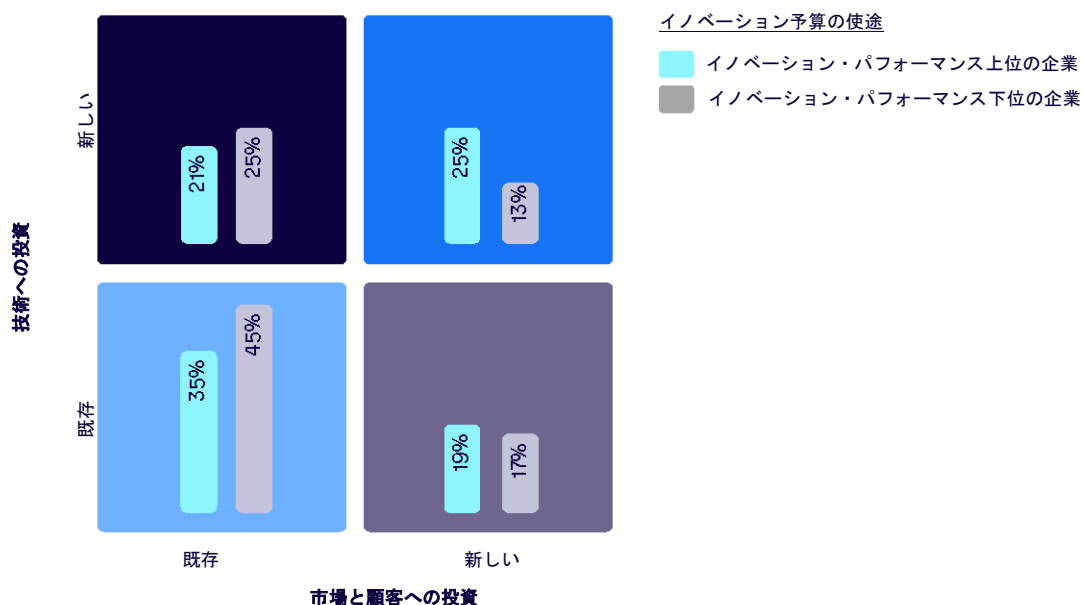 イノベーション予算の使途
イノベーション・パフォーマンス上位の企業
イノベーション・パフォーマンス下位の企業
技術への投資
新しい
21%
25%
25%
13%
既存
35%
45%
19%
17%
既存
新しい
市場と顧客への投資